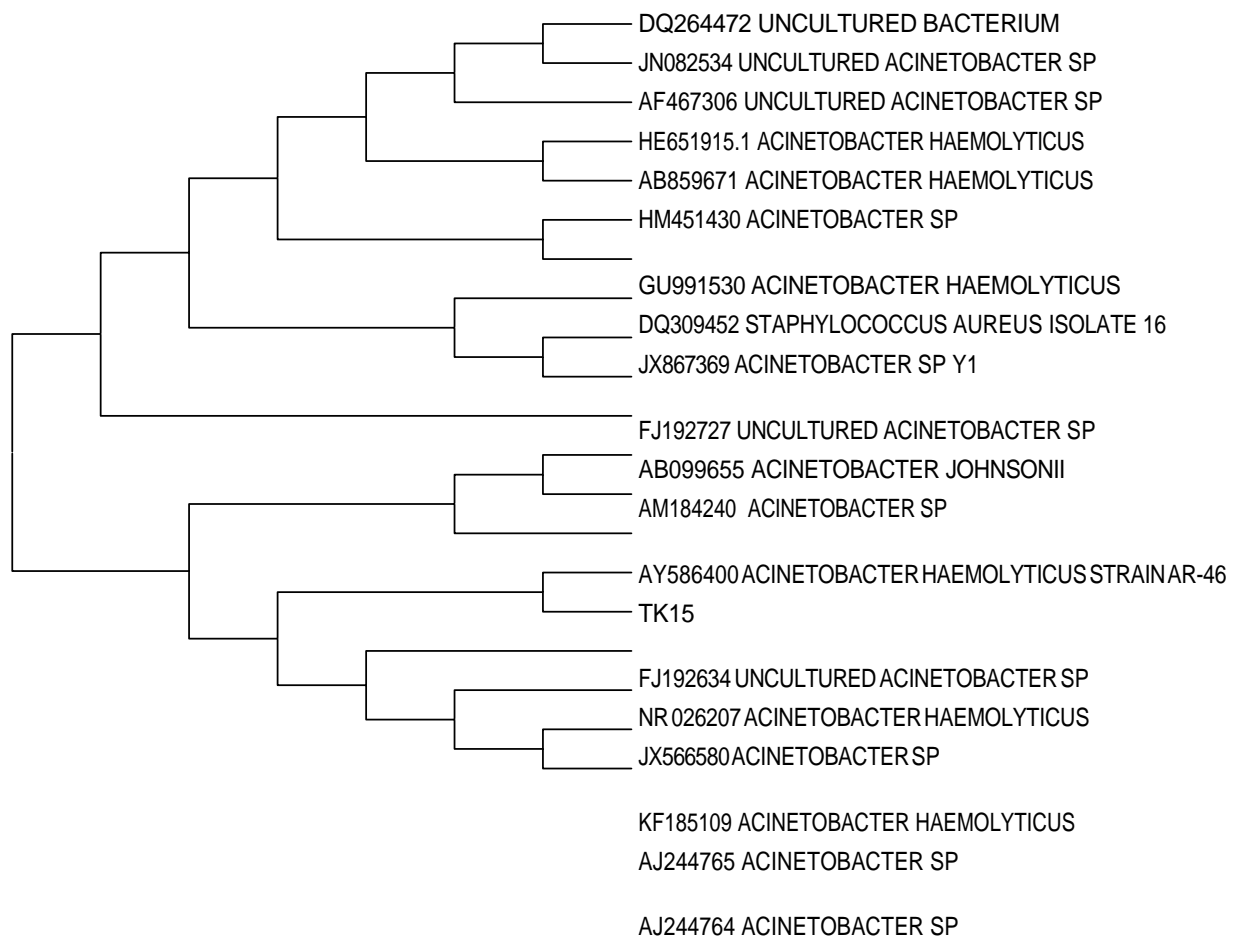 DQ264472 UNCULTURED BACTERIUM
JN082534 UNCULTURED ACINETOBACTER SP
AF467306 UNCULTURED ACINETOBACTER SP
HE651915.1 ACINETOBACTER HAEMOLYTICUS
AB859671 ACINETOBACTER HAEMOLYTICUS
HM451430 ACINETOBACTER SP
GU991530 ACINETOBACTER HAEMOLYTICUS
DQ309452 STAPHYLOCOCCUS AUREUS ISOLATE 16
JX867369 ACINETOBACTER SP Y1
FJ192727 UNCULTURED ACINETOBACTER SP
AB099655 ACINETOBACTER JOHNSONII
AM184240 ACINETOBACTER SP
AY586400 ACINETOBACTER HAEMOLYTICUS STRAIN AR-46
TK15
FJ192634 UNCULTURED ACINETOBACTER SP
NR 026207 ACINETOBACTER HAEMOLYTICUS
JX566580 ACINETOBACTER SP
KF185109 ACINETOBACTER HAEMOLYTICUS
AJ244765 ACINETOBACTER SP
AJ244764 ACINETOBACTER SP